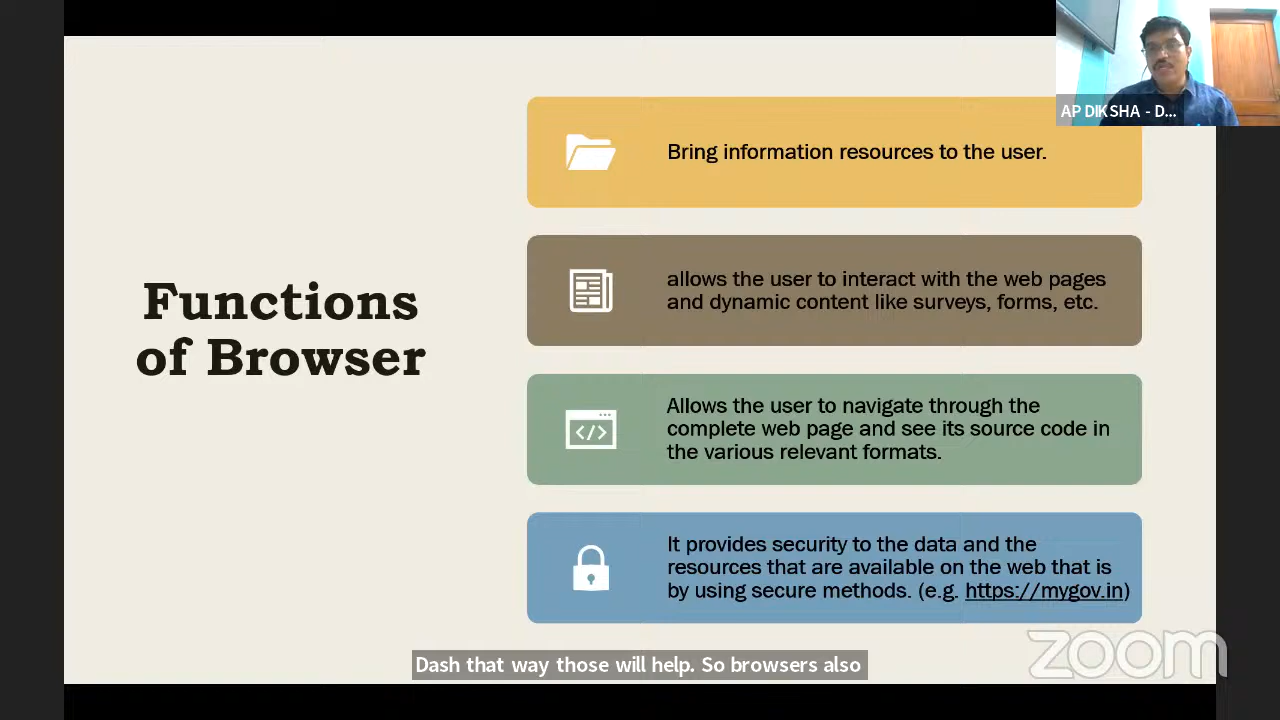 AP DIKSHA - D...
Bring information resources to the user.
allows the user to interact with the web pages
and dynamic content like surveys, forms, etc.
Functions
of Browser
Allows the user to navigate through the
complete web page and see its source code in
the various relevant formats.
It provides security to the data and the
resources that are available on the web that is
by using secure methods. (e.g. https://mygov.in)
Dash that way those will help. So browsers also
zoom